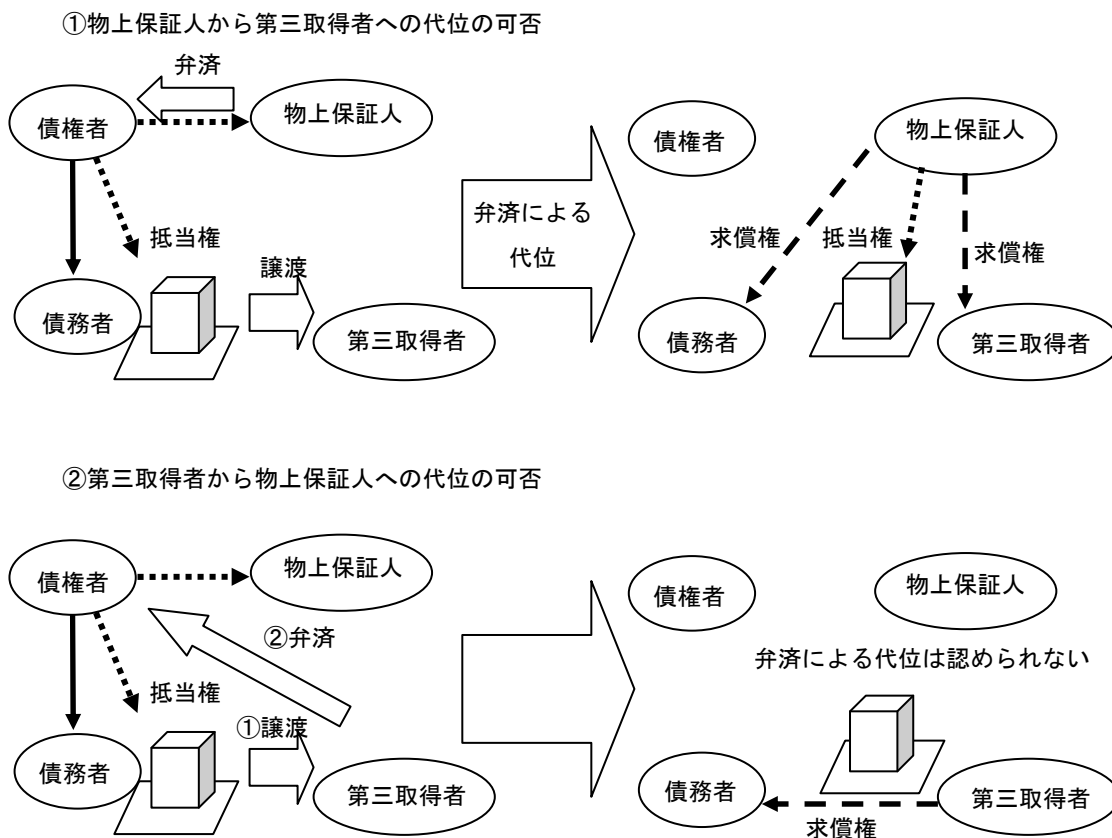 ①物上保証人から第三取得者への代位の可否
弁済
債権者
物上保証人
抵当権
譲渡
債務者
第三取得者
弁済による
代位
債権者
物上保証人
求償権
抵当権
求償権
債務者
第三取得者
②第三取得者から物上保証人への代位の可否
債権者
物上保証人
②弁済
抵当権
①譲渡
債務者
第三取得者
債権者
物上保証人
弁済による代位は認められない
債務者
第三取得者
求償権